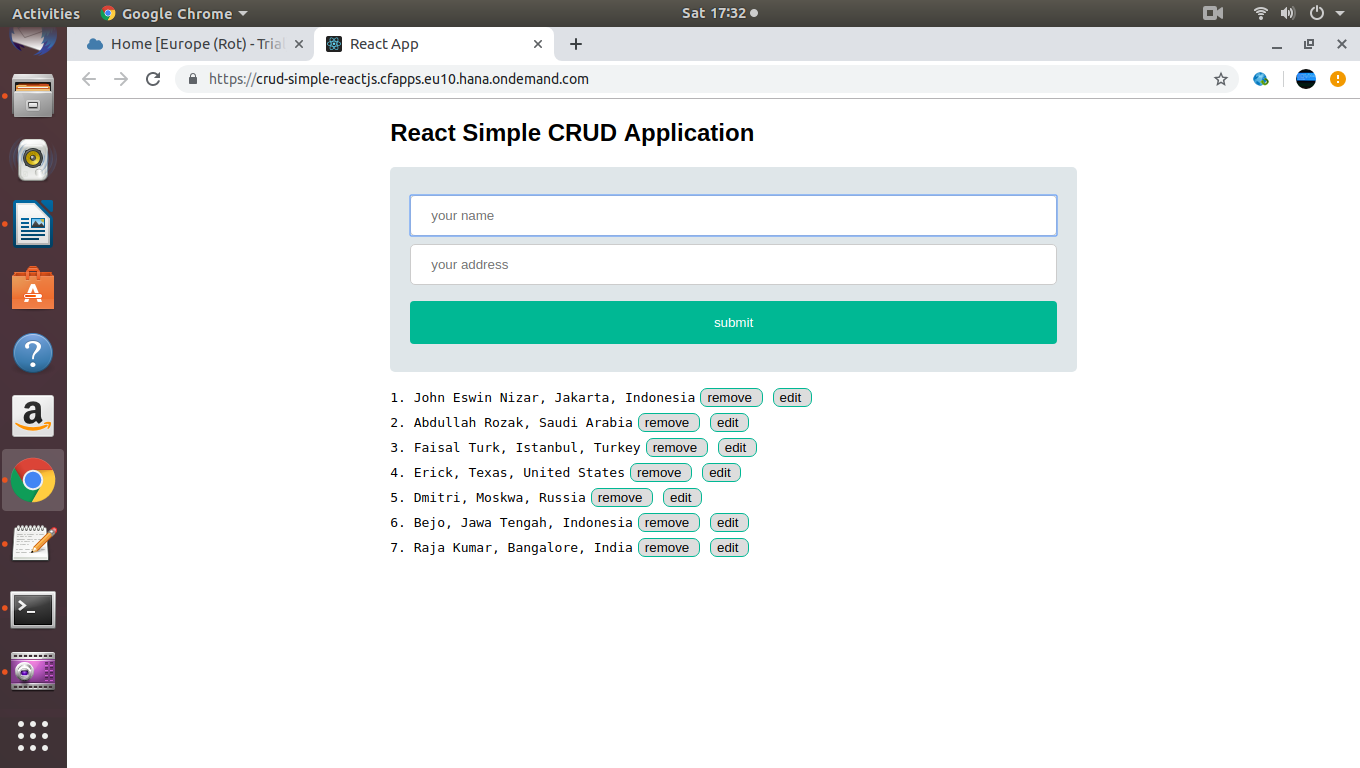 Activities Google Chrome Sat 17:32
Home [Europe (Rot) - Tria React App
https://crud-simple-reactjs.cfapps.eu10.hana.ondemand.com
React Simple CRUD Application
your name
your address
submit
1. John Eswin Nizar, Jakarta, Indonesia remove edit
2. Abdullah Rozak, Saudi Arabia remove edit
3. Faisal Turk, Istanbul, Turkey remove edit
4. Erick, Texas, United States remove edit
5. Dmitri, Moskwa, Russia remove edit
6. Bejo, Jawa Tengah, Indonesia remove edit
7. Raja Kumar, Bangalore, India remove edit